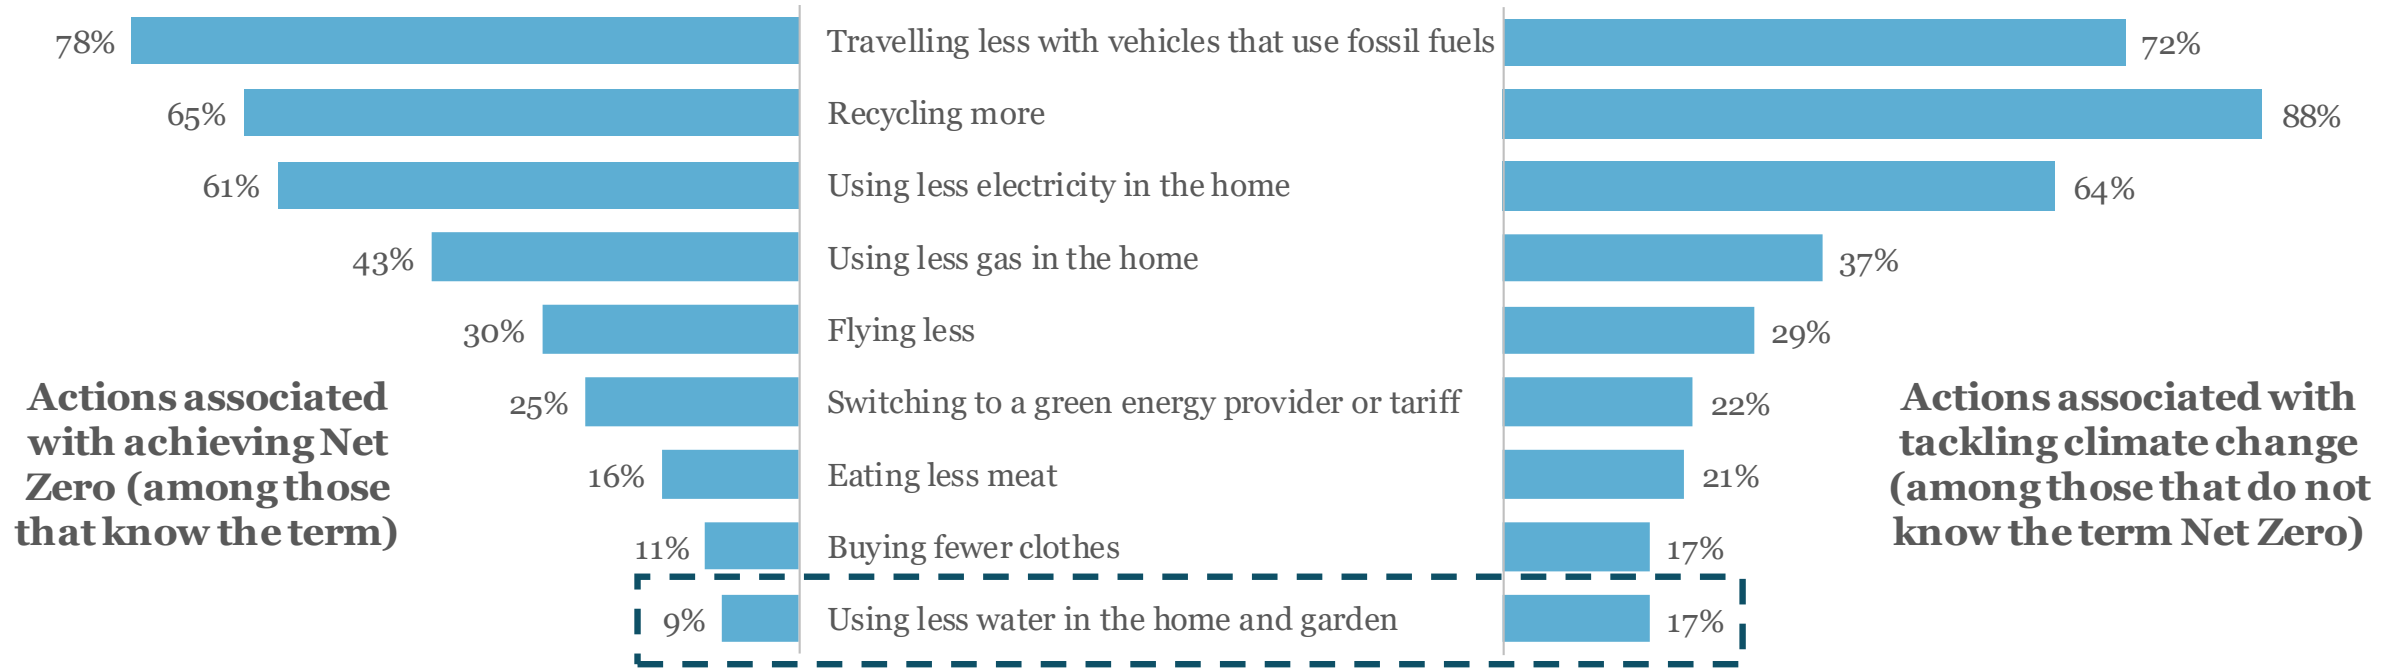 78% Travelling less with vehicles that use fossil fuels 72%
65% Recycling more 88%
61% Using less electricity in the home 64%
43% Using less gas in the home 37%
30% Flying less 29%
25% Switching to a green energy provider or tariff 22%
16% Eating less meat 21%
11% Buying fewer clothes 17%
9% Using less water in the home and garden 17%
Actions associated
with achieving Net
Zero (among those
that know the term)
Actions associated with
tackling climate change
(among those that do not
know the term Net Zero)